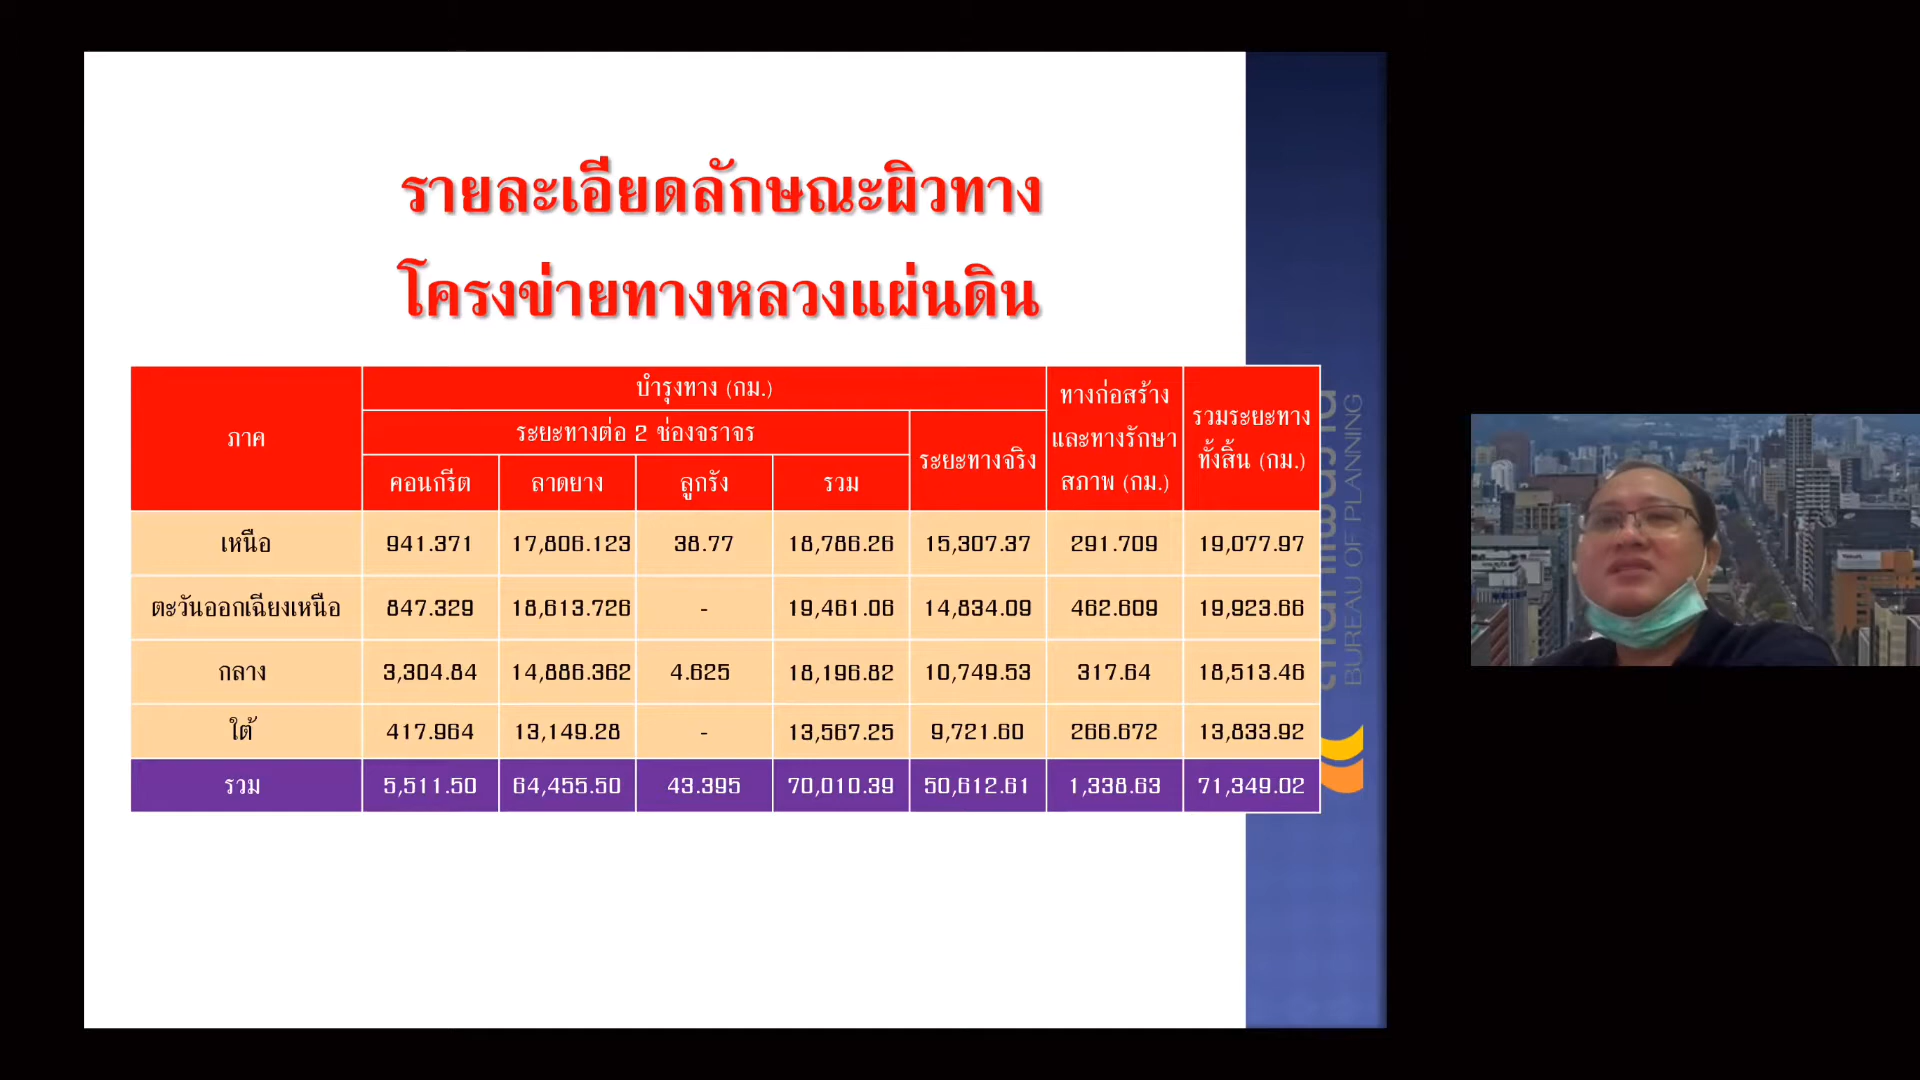 รายละเอียดลักษณะผิวทาง
โครงข่ายทางหลวงแผ่นดิน
ภาค
บำรุงทาง (กม.)
ระยะทางต่อ 2 ช่องจราจร
คอนกรีต ลาดยาง ลูกรัง รวม
ระยะทางจริง
ทางก่อสร้าง
และทางรักษา
สภาพ (กม.)
รวมระยะทาง
ทั้งสิ้น (กม.)
เหนือ 941.371 17,806.123 38.77 18,786.26 15,307.37 291.709 19,077.97
ตะวันออกเฉียงเหนือ 847.329 18,613.726 - 19,461.06 14,834.09 462.609 19,923.66
กลาง 3,304.84 14,886.362 4.625 18,196.82 10,749.53 317.64 18,513.46
ใต้ 417.964 13,149.28 - 13,567.25 9,721.60 266.672 13,833.92
รวม 5,511.50 64,455.50 43.395 70,010.39 50,612.61 1,338.63 71,349.02
BUREAU OF PLANNING